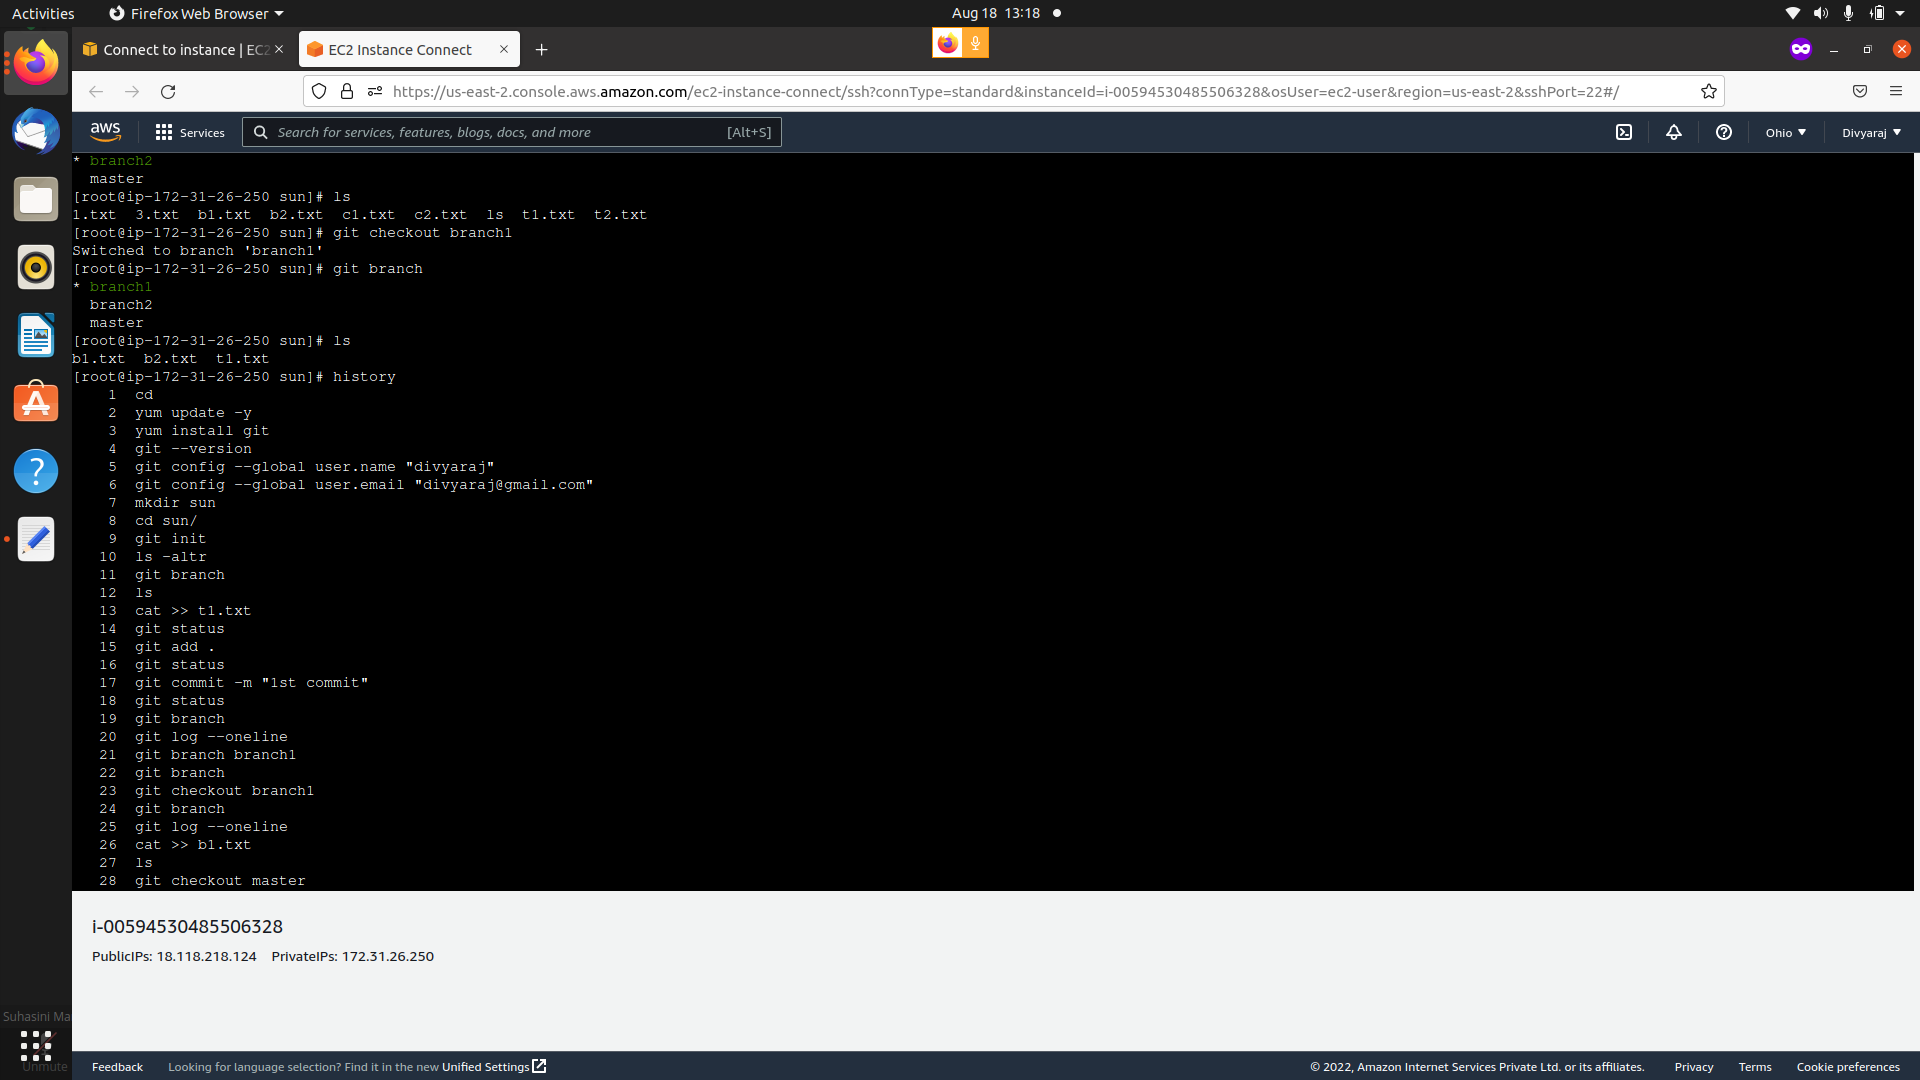 Activities Firefox Web Browser Aug 18 13:18
Connect to instance | EC2 EC2 Instance Connect
https://us-east-2.console.aws.amazon.com/ec2-instance-connect/ssh?connType=standard&instanceId=i-00594530485506328&osUser=ec2-user&region=us-east-2&sshPort=22#/
aws Services Search for services, features, blogs, docs, and more [Alt+S] Ohio Divyaraj
* branch2
master
[root@ip-172-31-26-250 sun]# ls
1.txt 3.txt b1.txt b2.txt c1.txt c2.txt ls t1.txt t2.txt
[root@ip-172-31-26-250 sun]# git checkout branch1
Switched to branch 'branch1'
[root@ip-172-31-26-250 sun]# git branch
* branch1
branch2
master
[root@ip-172-31-26-250 sun]# ls
b1.txt b2.txt t1.txt
[root@ip-172-31-26-250 sun]# history
1 cd
2 yum update -y
3 yum install git
4 git --version
5 git config --global user.name "divyaraj"
6 git config --global user.email "divyaraj@gmail.com"
7 mkdir sun
8 cd sun/
9 git init
10 ls -altr
11 git branch
12 ls
13 cat >> t1.txt
14 git status
15 git add .
16 git status
17 git commit -m "1st commit"
18 git status
19 git branch
20 git log --oneline
21 git branch branch1
22 git branch
23 git checkout branch1
24 git branch
25 git log --oneline
26 cat >> b1.txt
27 ls
28 git checkout master
i-00594530485506328
PublicIPs: 18.118.218.124 PrivateIPs: 172.31.26.250
Suhasini Ma
Unmute
Feedback Looking for language selection? Find it in the new Unified Settings © 2022, Amazon Internet Services Private Ltd. or its affiliates. Privacy Terms Cookie preferences